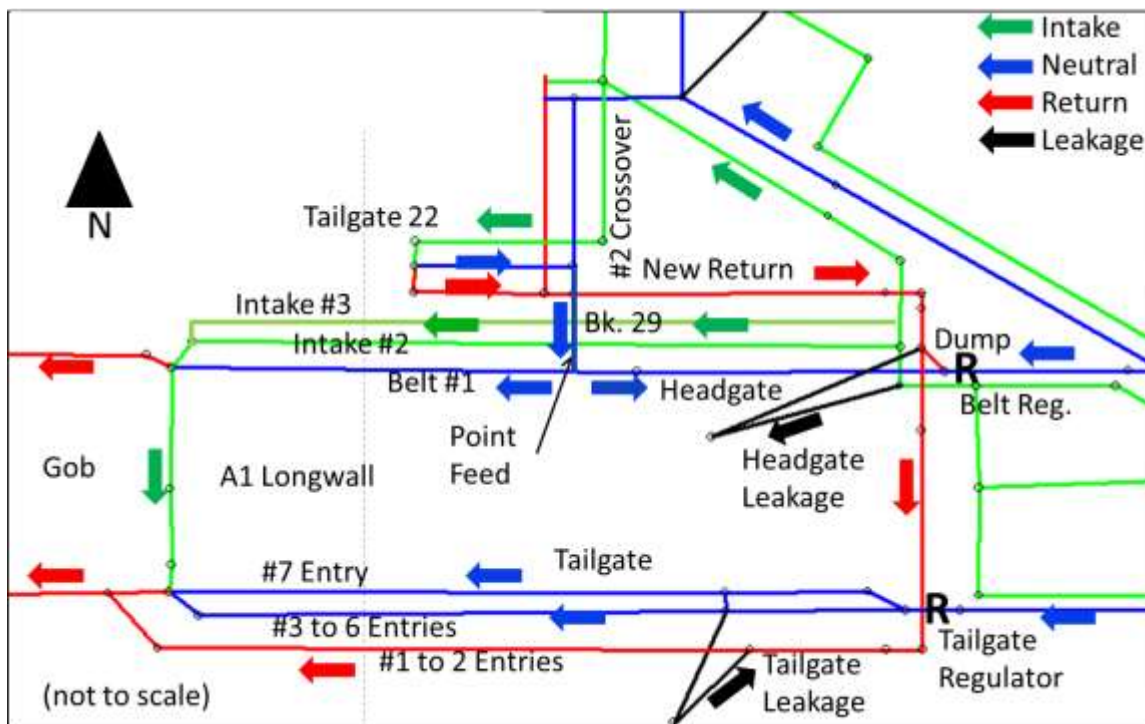 Intake
Neutral
Return
Leakage
N
Tailgate 22
#2 Crossover
New Return
Intake #3
Bk. 29
Intake #2
Dump
Belt #1
Headgate
R
Belt Reg.
Point
Feed
Headgate
Leakage
Gob
A1 Longwall
Tailgate
#7 Entry
R
#3 to 6 Entries
#1 to 2 Entries
Tailgate
Leakage
Tailgate
Regulator
(not to scale)